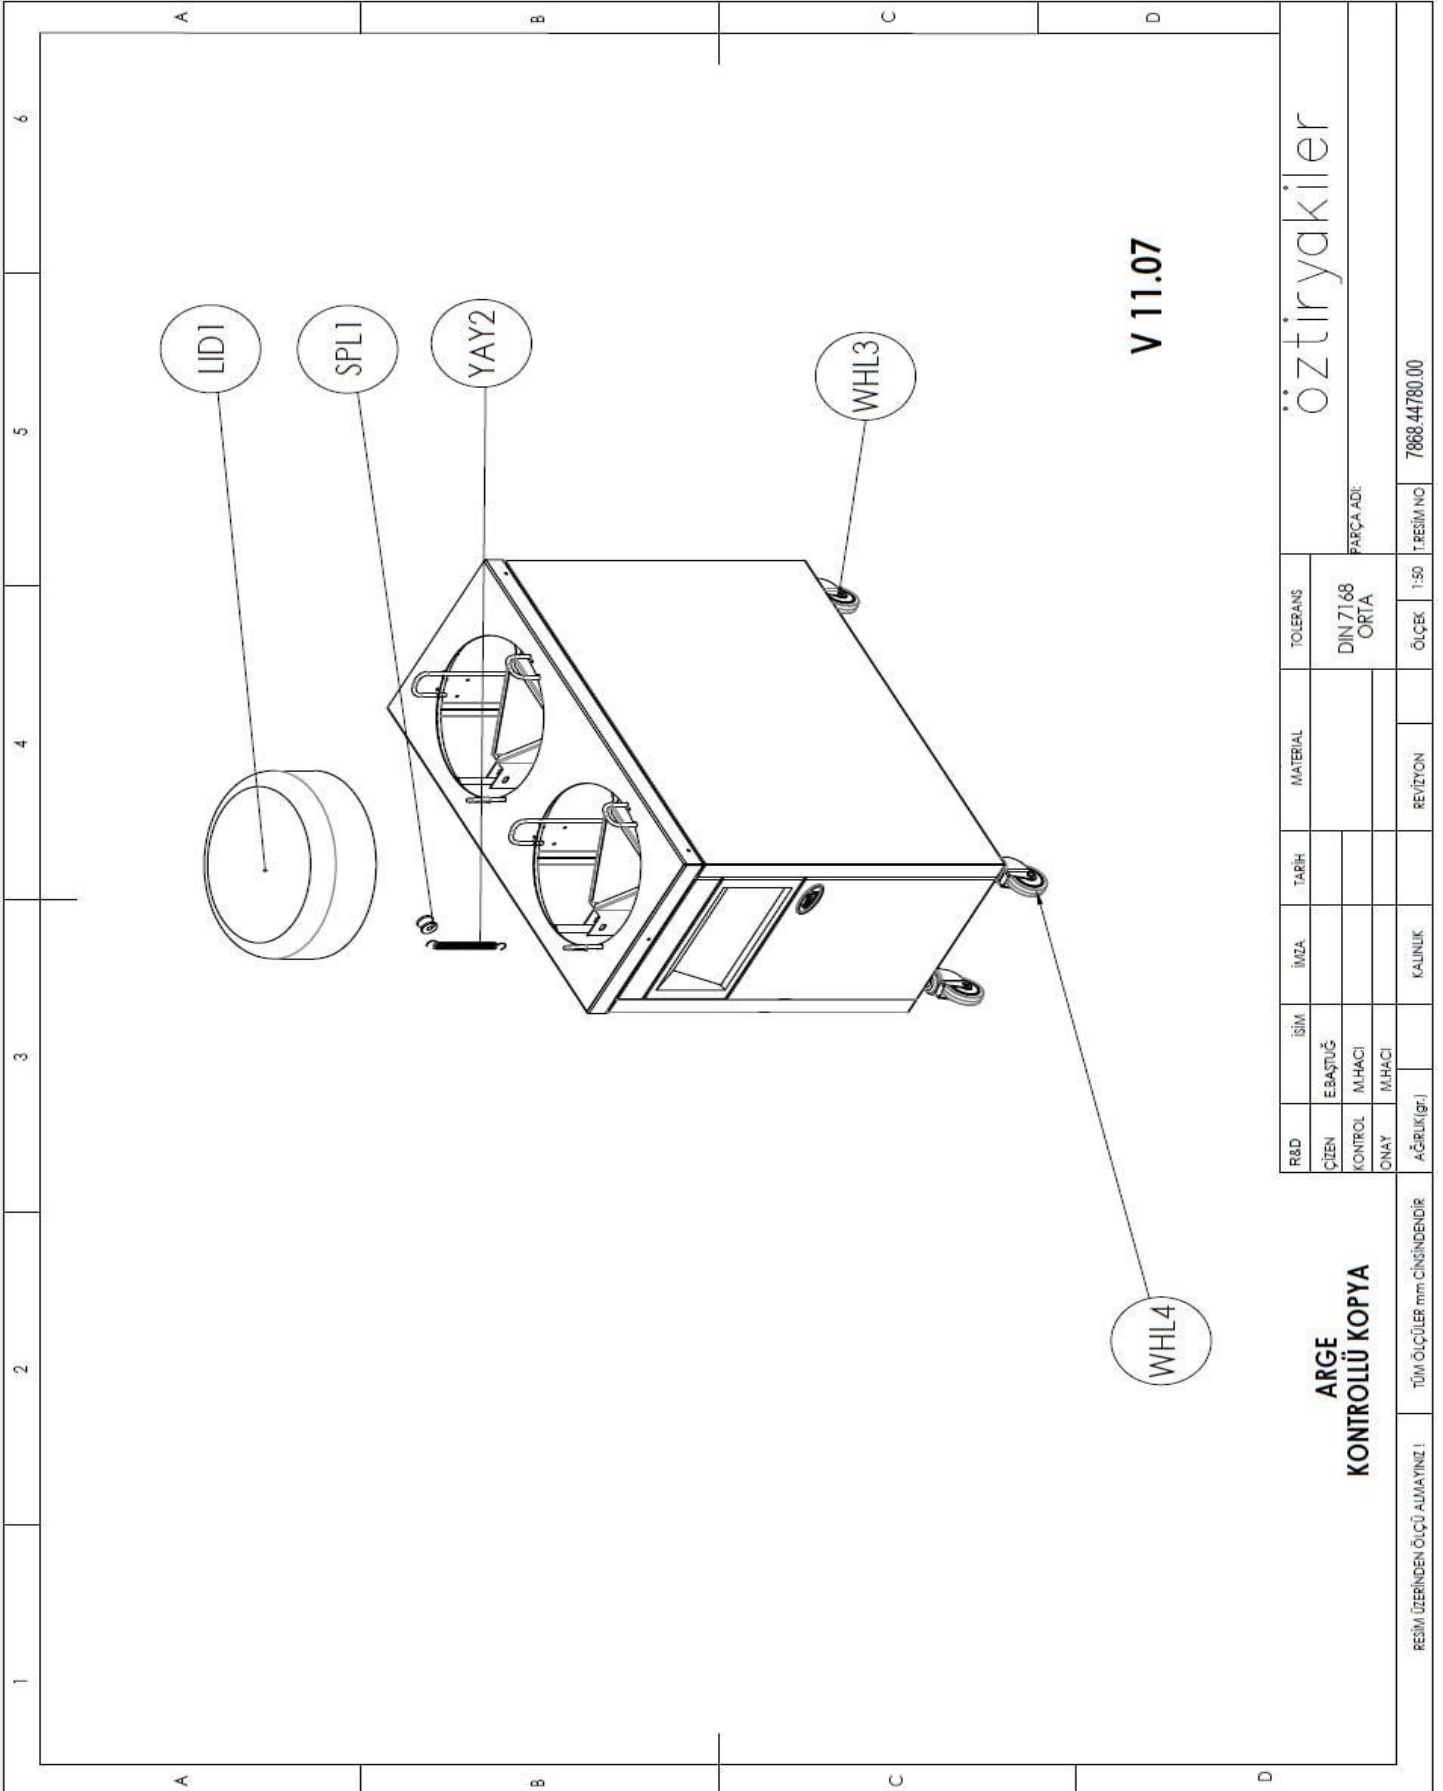 1
2
3
4
5
6
A
B
C
D
A
B
C
D
LID1
SPL1
YAY2
WHL3
WHL4
V 11.07
ARGE
KONTROLLÜ KOPYA
R&D
İSİM
İMZA
TARİH
MATERIAL
TOLERANS
öztiryakiler
ÇİZEN
E.BAŞTUĞ
DIN 7168
ORTA
KONTROL
M.HACI
PARÇA ADI:
ONAY
M.HACI
RESİM ÜZERİNDEN ÖLÇÜ ALMAYINIZ !
TÜM ÖLÇÜLER mm CİNSİNDENDİR
AĞIRLIK(gr.)
KALINLIK
REVİZYON
ÖLÇEK
1:50
T.RESİM NO
7868.44780.00